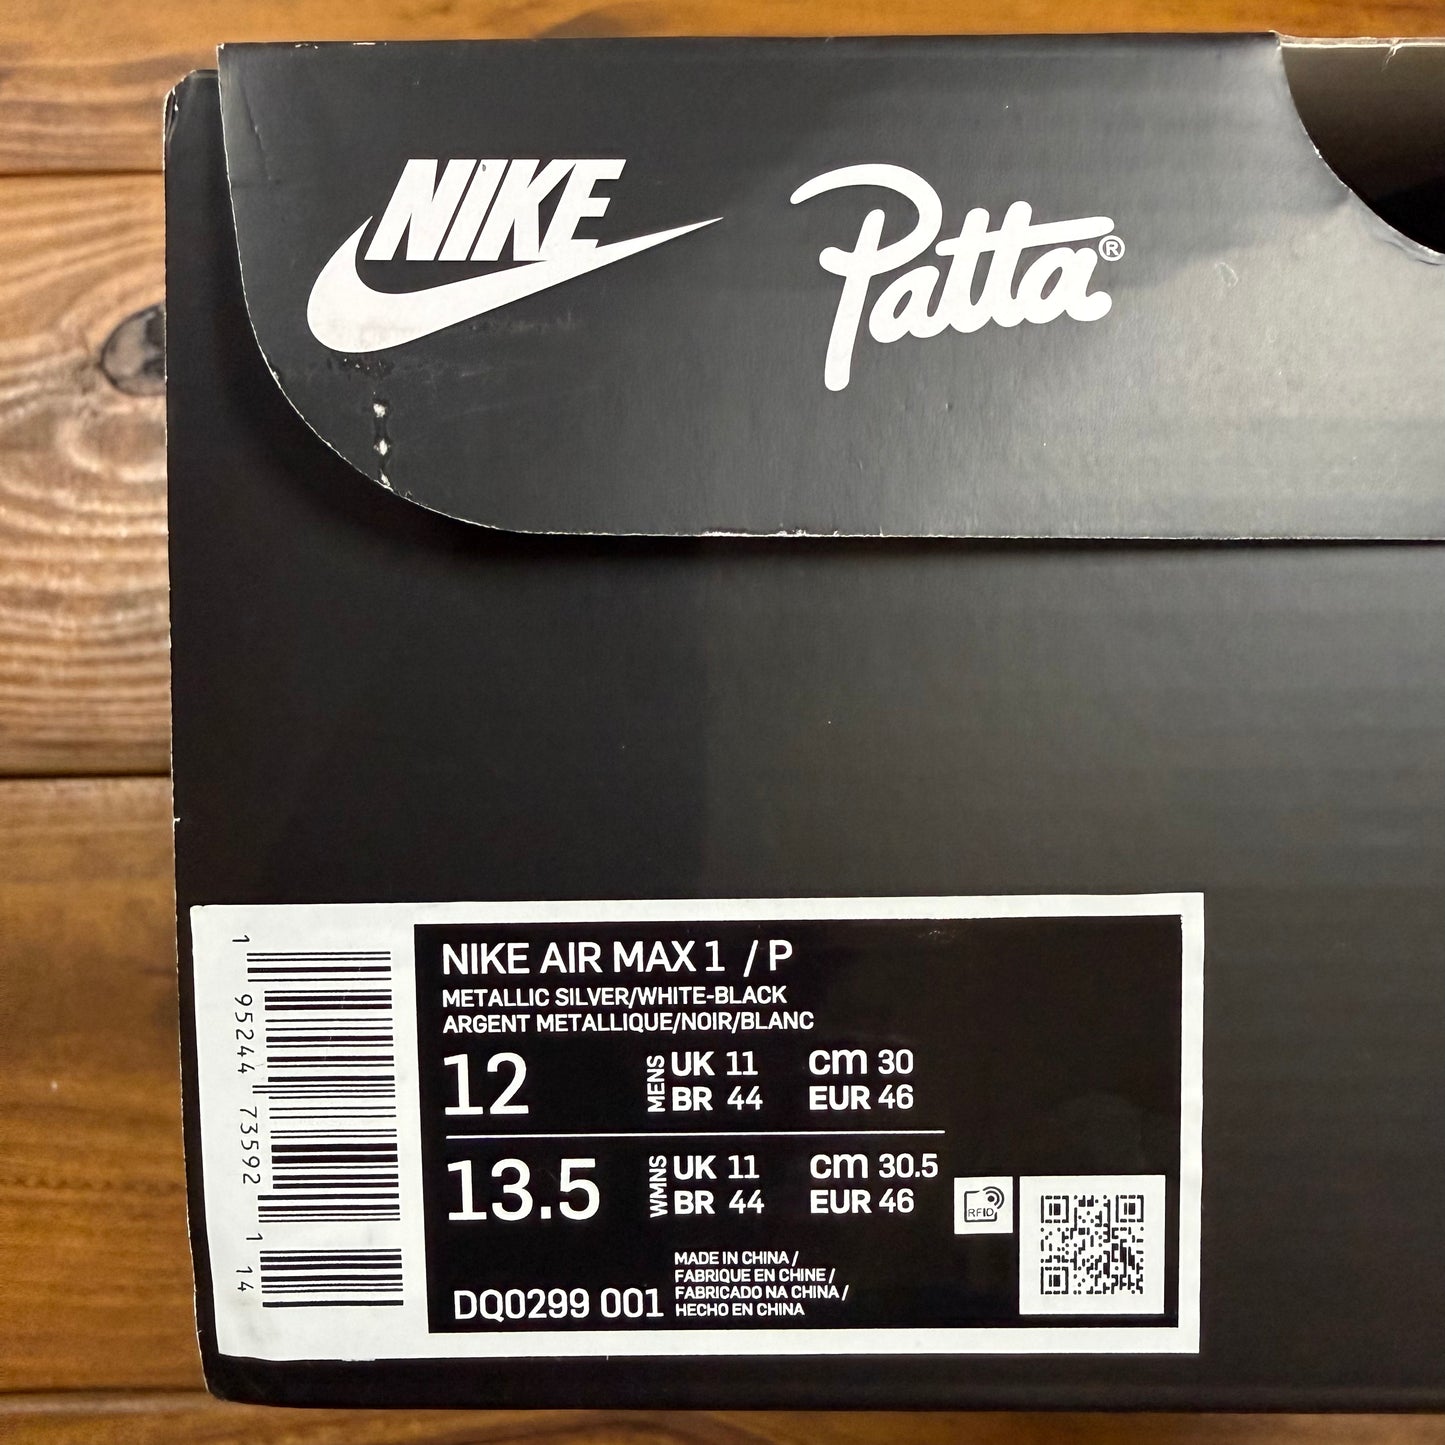 NIKE
Patta®
NIKE AIR MAX 1 / P
METALLIC SILVER/WHITE-BLACK
ARGENT METALLIQUE/NOIR/BLANC
12
MENS
UK 11 cm 30
BR 44 EUR 46
13.5
WMNS
UK 11 cm 30.5
BR 44 EUR 46
RFID
MADE IN CHINA /
FABRIQUE EN CHINE /
FABRICADO NA CHINA /
HECHO EN CHINA
DQ0299 001
1 95244 73592 1 14